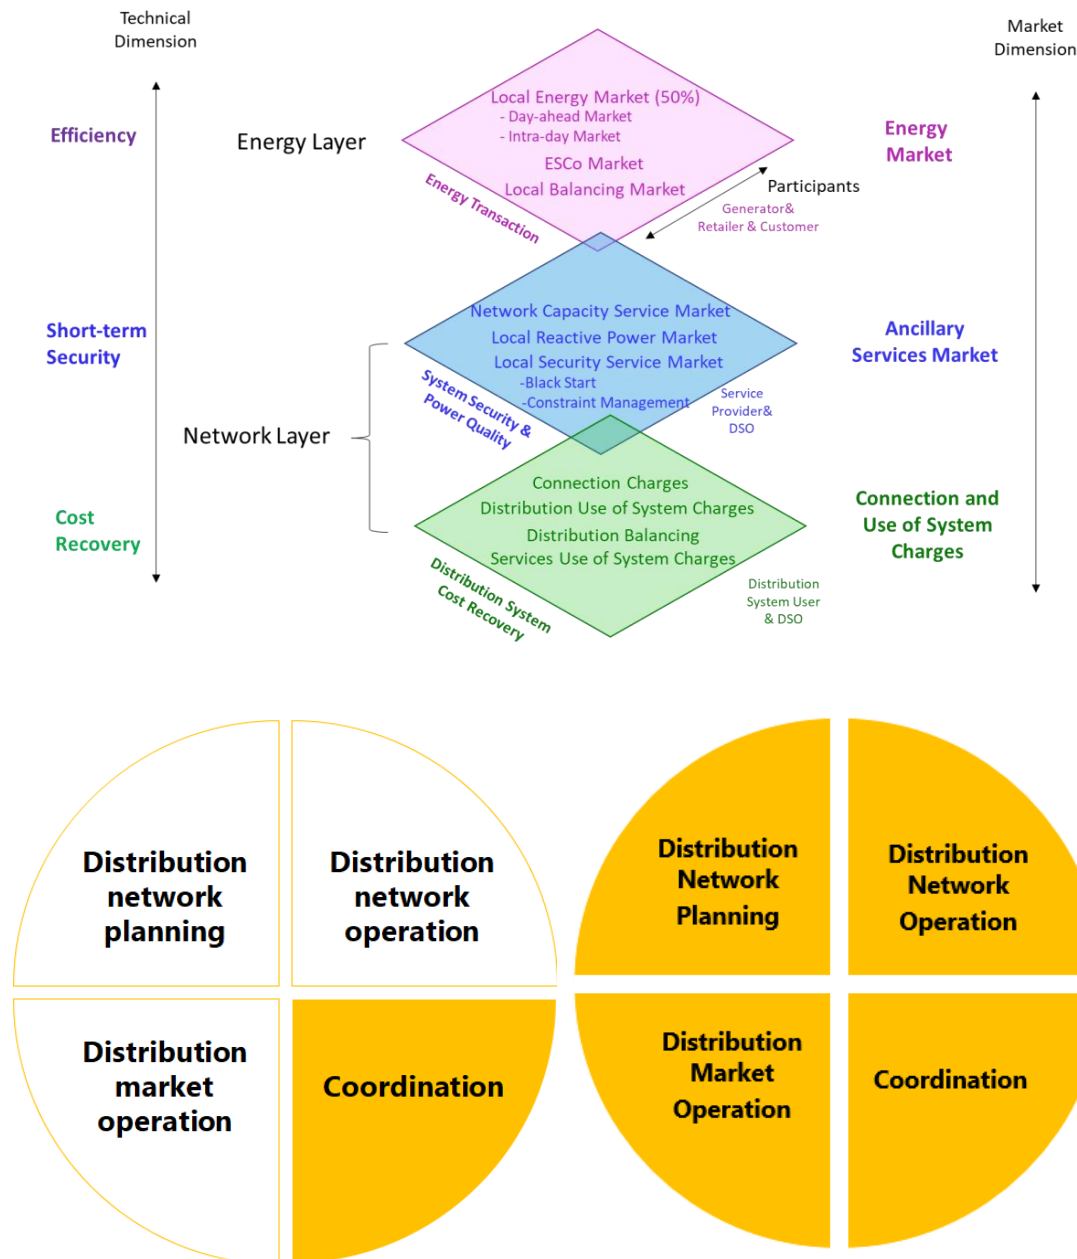 Technical
Dimension
Market
Dimension
Efficiency
Energy Layer
Local Energy Market (50%)
- Day-ahead Market
- Intra-day Market
ESCo Market
Local Balancing Market
Energy Transaction
Participants
Generator&
Retailer & Customer
Energy
Market
Short-term
Security
Network Capacity Service Market
Local Reactive Power Market
Local Security Service Market
-Black Start
-Constraint Management
System Security &
Power Quality
Service
Provider&
DSO
Ancillary
Services Market
Network Layer
Cost
Recovery
Connection Charges
Distribution Use of System Charges
Distribution Balancing
Services Use of System Charges
Distribution System
Cost Recovery
Distribution
System User
& DSO
Connection and
Use of System
Charges
Distribution
network
planning
Distribution
network
operation
Distribution
market
operation
Coordination
Distribution
Network
Planning
Distribution
Network
Operation
Distribution
Market
Operation
Coordination